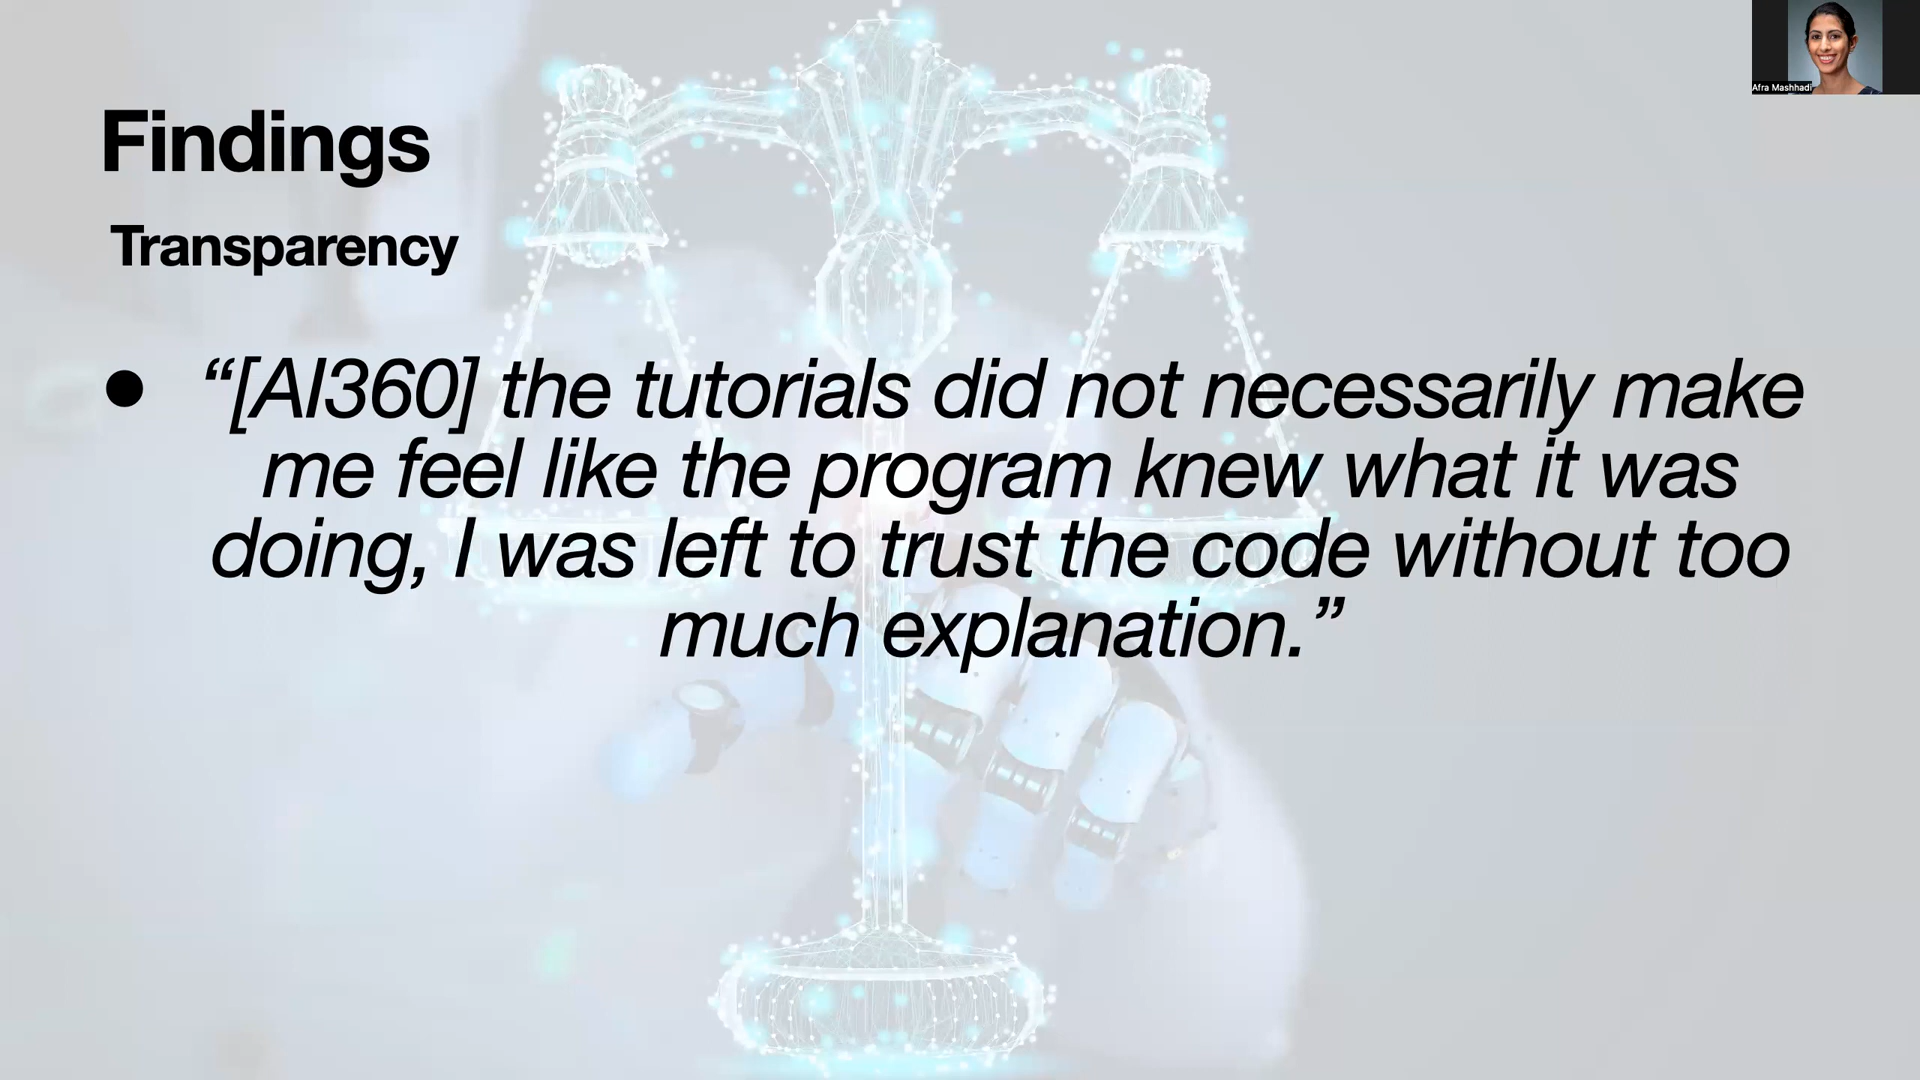 Afra Mashhadi
Findings
Transparency
● “[AI360] the tutorials did not necessarily make
me feel like the program knew what it was
doing, I was left to trust the code without too
much explanation.”